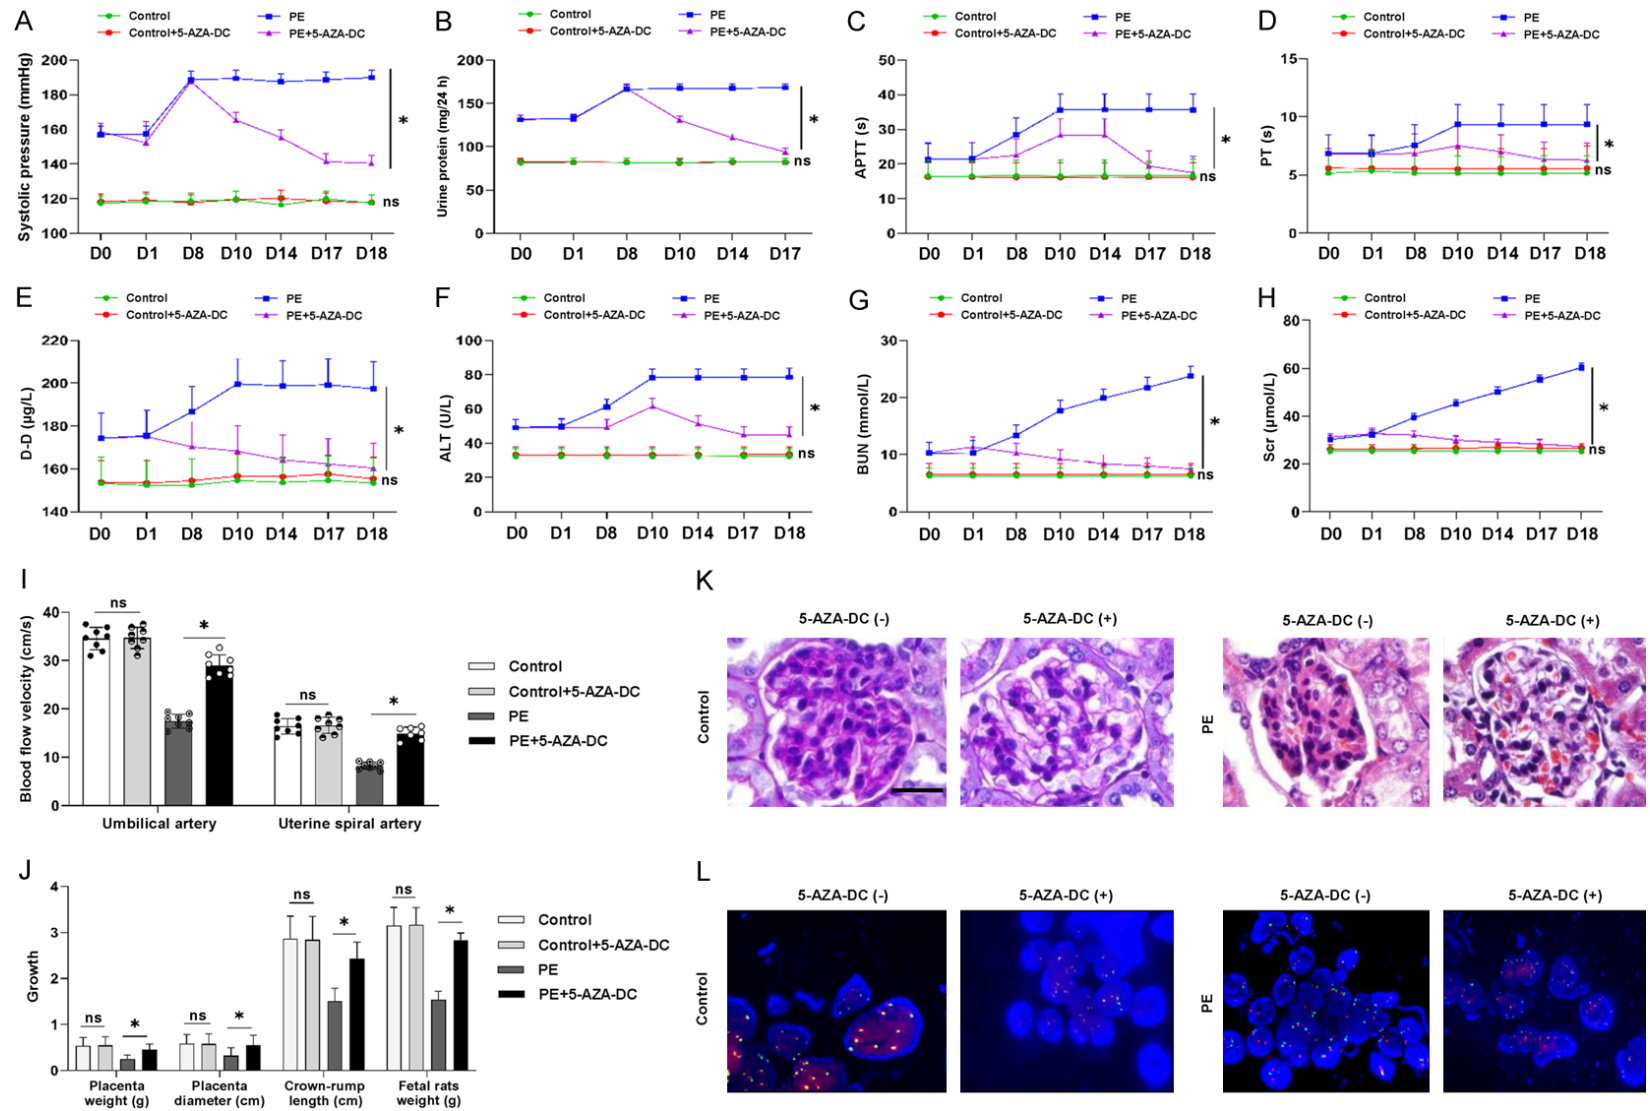 A
Control
PE
Control+5-AZA-DC
PE+5-AZA-DC
Systolic pressure (mmHg)
200
180
160
140
120
100
*
ns
D0 D1 D8 D10 D14 D17 D18
B
Control
PE
Control+5-AZA-DC
PE+5-AZA-DC
Urine protein (mg/24 h)
200
150
100
50
0
*
ns
D0 D1 D8 D10 D14 D17
C
Control
PE
Control+5-AZA-DC
PE+5-AZA-DC
APTT (s)
50
40
30
20
10
0
*
ns
D0 D1 D8 D10 D14 D17 D18
D
Control
PE
Control+5-AZA-DC
PE+5-AZA-DC
PT (s)
15
10
5
0
*
ns
D0 D1 D8 D10 D14 D17 D18
E
Control
PE
Control+5-AZA-DC
PE+5-AZA-DC
D-D (μg/L)
220
200
180
160
140
*
ns
D0 D1 D8 D10 D14 D17 D18
F
Control
PE
Control+5-AZA-DC
PE+5-AZA-DC
ALT (U/L)
100
80
60
40
20
0
*
ns
D0 D1 D8 D10 D14 D17 D18
G
Control
PE
Control+5-AZA-DC
PE+5-AZA-DC
BUN (mmol/L)
30
20
10
0
*
ns
D0 D1 D8 D10 D14 D17 D18
H
Control
PE
Control+5-AZA-DC
PE+5-AZA-DC
Scr (μmol/L)
80
60
40
20
0
*
ns
D0 D1 D8 D10 D14 D17 D18
I
Blood flow velocity (cm/s)
40
30
20
10
0
ns
*
ns
*
Umbilical artery
Uterine spiral artery
Control
Control+5-AZA-DC
PE
PE+5-AZA-DC
J
Growth
4
3
2
1
0
ns
*
ns
*
ns
*
ns
*
Placenta
weight (g)
Placenta
diameter (cm)
Crown-rump
length (cm)
Fetal rats
weight (g)
Control
Control+5-AZA-DC
PE
PE+5-AZA-DC
K
5-AZA-DC (-)
5-AZA-DC (+)
5-AZA-DC (-)
5-AZA-DC (+)
Control
PE
L
5-AZA-DC (-)
5-AZA-DC (+)
5-AZA-DC (-)
5-AZA-DC (+)
Control
PE